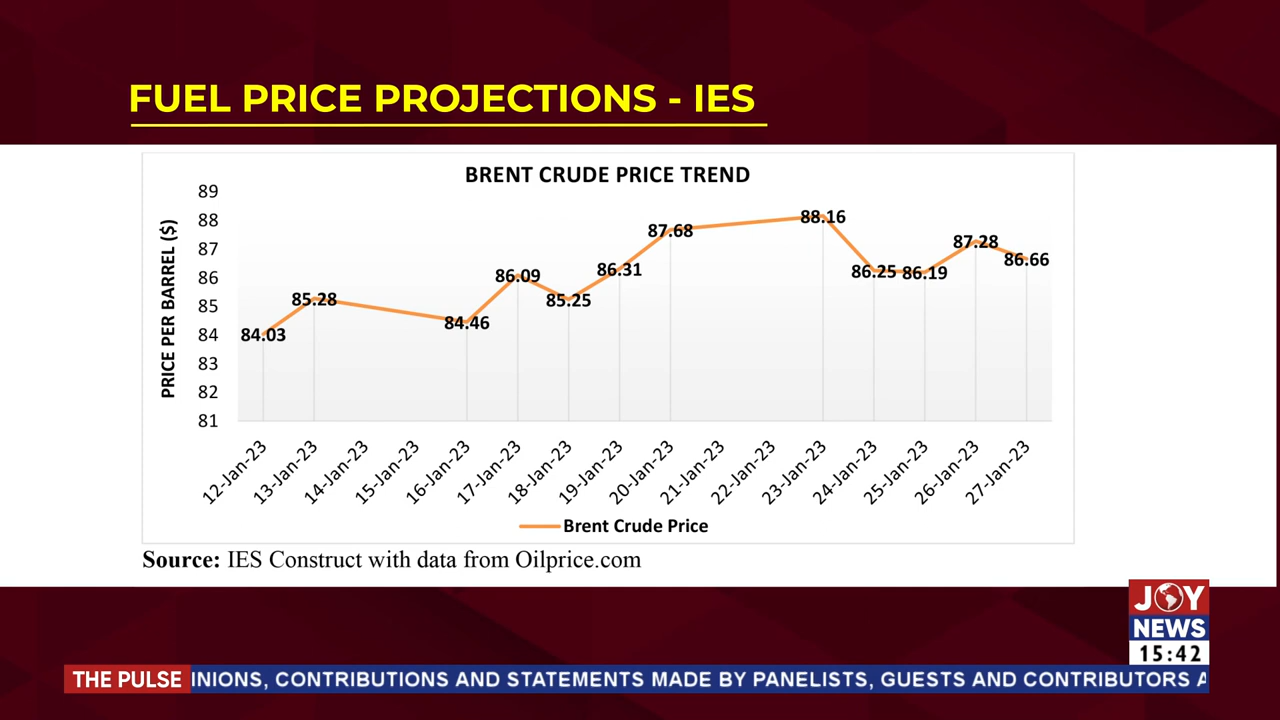 FUEL PRICE PROJECTIONS - IES
BRENT CRUDE PRICE TREND
PRICE PER BARREL ($)
89
88
87
86
85
84
83
82
81
84.03
85.28
84.46
86.09
85.25
86.31
87.68
88.16
86.25
86.19
87.28
86.66
12-Jan-23
13-Jan-23
14-Jan-23
15-Jan-23
16-Jan-23
17-Jan-23
18-Jan-23
19-Jan-23
20-Jan-23
21-Jan-23
22-Jan-23
23-Jan-23
24-Jan-23
25-Jan-23
26-Jan-23
27-Jan-23
Brent Crude Price
Source: IES Construct with data from Oilprice.com
JOY
NEWS
15:42
THE PULSE INIONS, CONTRIBUTIONS AND STATEMENTS MADE BY PANELISTS, GUESTS AND CONTRIBUTORS A